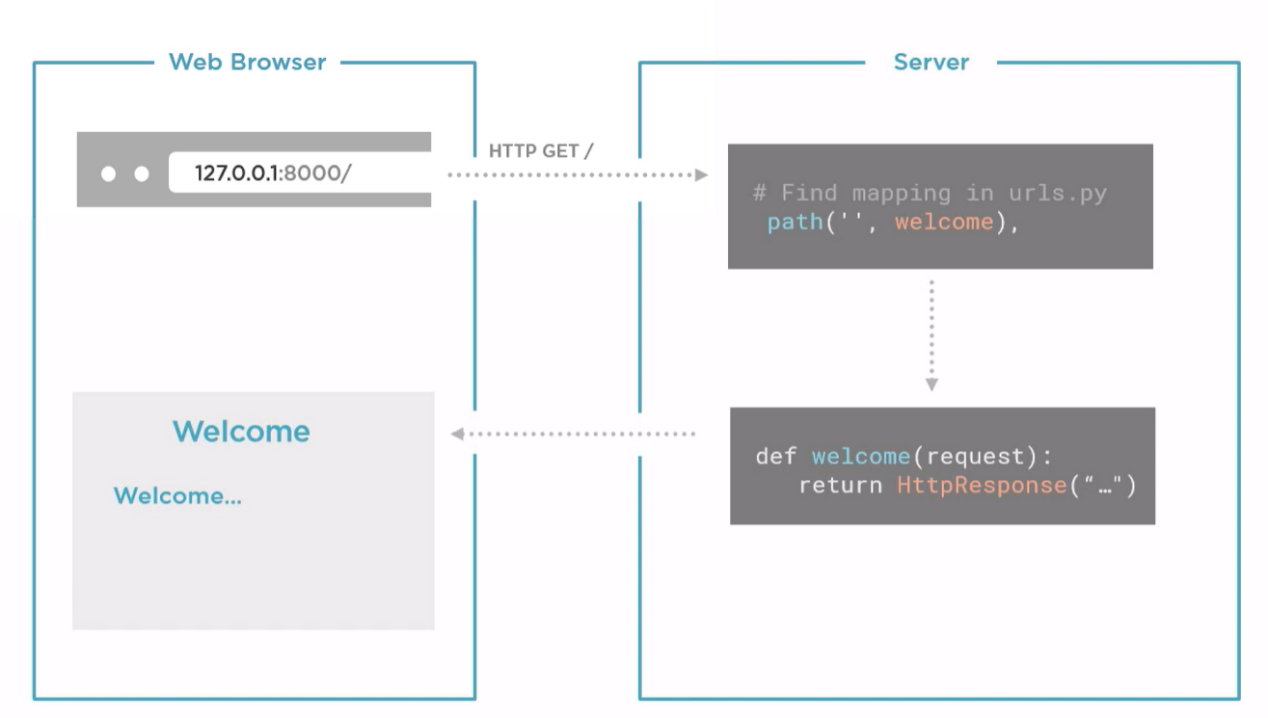 Web Browser
Server
127.0.0.1:8000/
HTTP GET /
# Find mapping in urls.py
path('', welcome),
Welcome
Welcome...
def welcome(request):
return HttpResponse(“…")